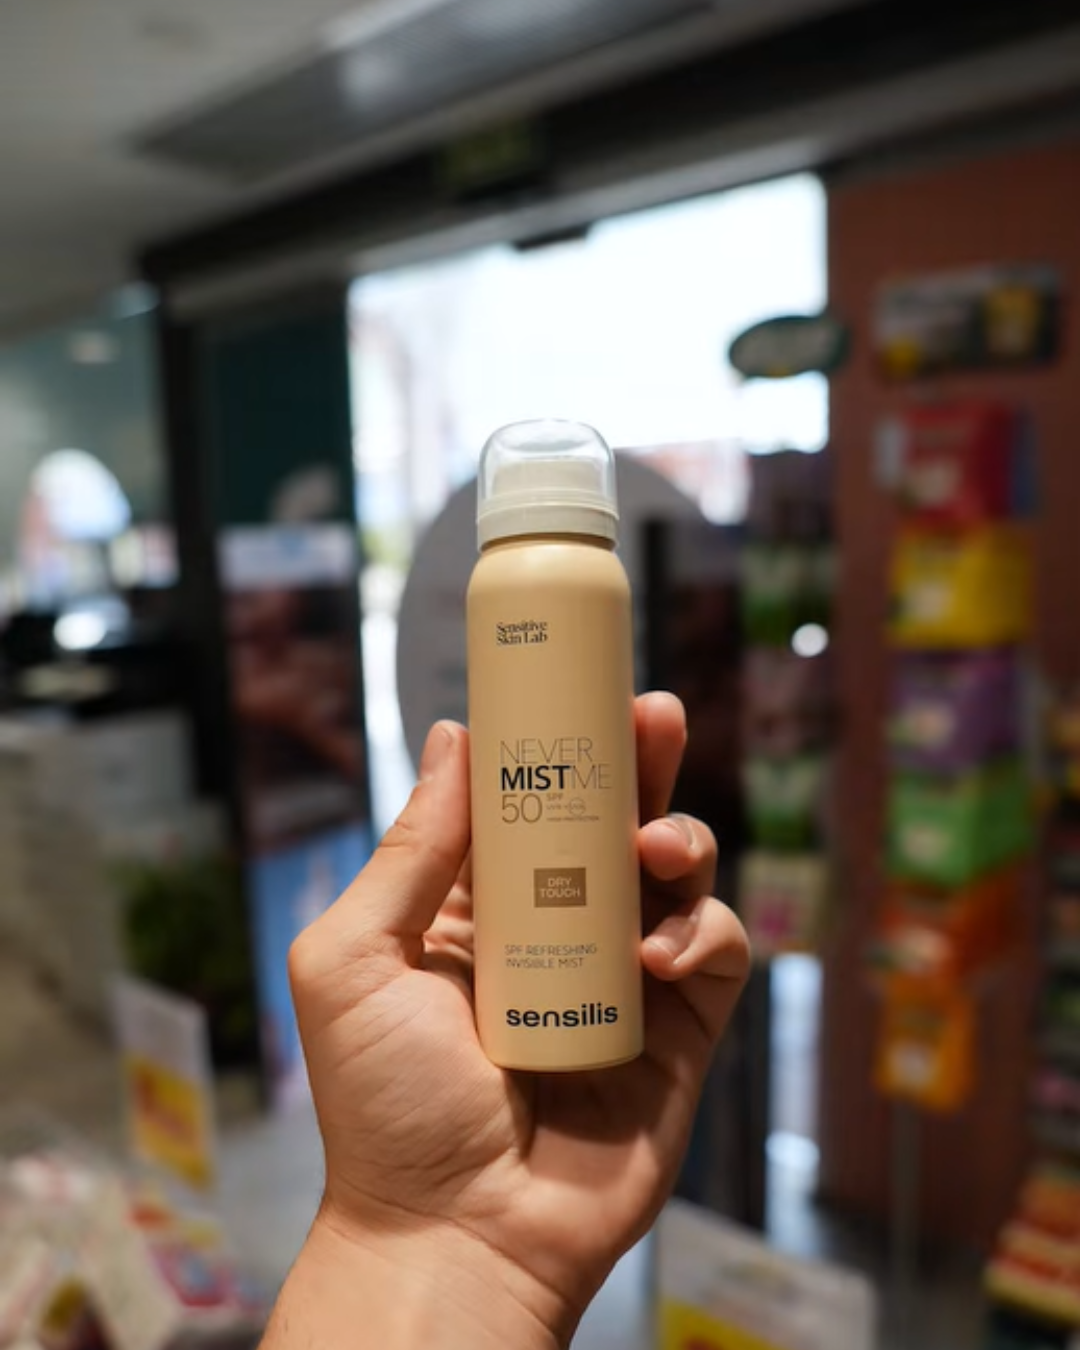 Sensitive
Skin Lab
NEVER
MISTME
50 SPF
DRY
TOUCH
SPF REFRESHING
INVISIBLE MIST
sensilis